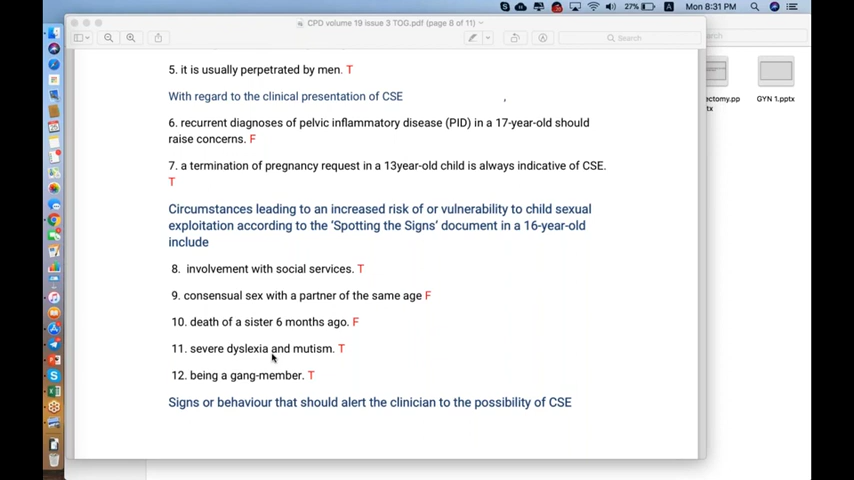 27%
Mon 8:31 PM
CPD volume 19 issue 3 TOG.pdf (page 8 of 11)
Search
5. it is usually perpetrated by men. T
With regard to the clinical presentation of CSE
,
6. recurrent diagnoses of pelvic inflammatory disease (PID) in a 17-year-old should
raise concerns. F
7. a termination of pregnancy request in a 13year-old child is always indicative of CSE.
T
Circumstances leading to an increased risk of or vulnerability to child sexual
exploitation according to the ‘Spotting the Signs’ document in a 16-year-old
include
8. involvement with social services. T
9. consensual sex with a partner of the same age F
10. death of a sister 6 months ago. F
11. severe dyslexia and mutism. T
12. being a gang-member. T
Signs or behaviour that should alert the clinician to the possibility of CSE
arch
ectomy.pp
tx
GYN 1.pptx